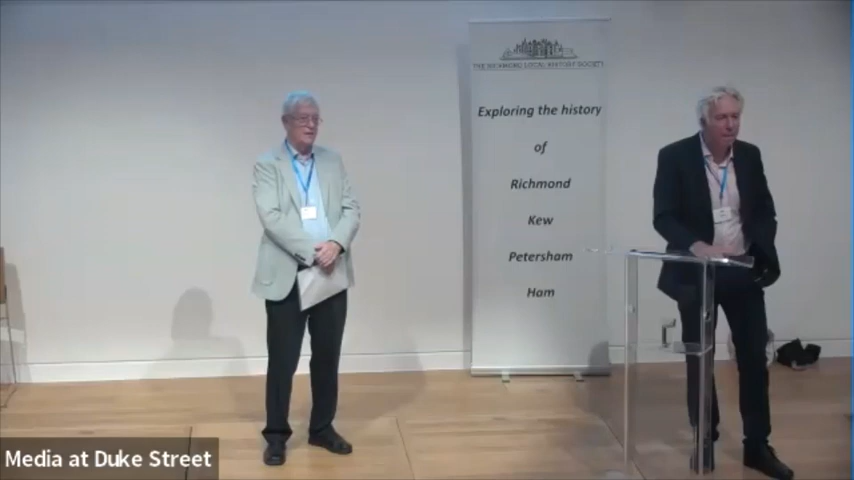 THE RICHMOND LOCAL HISTORY SOCIETY
Exploring the history
of
Richmond
Kew
Petersham
Ham
Media at Duke Street